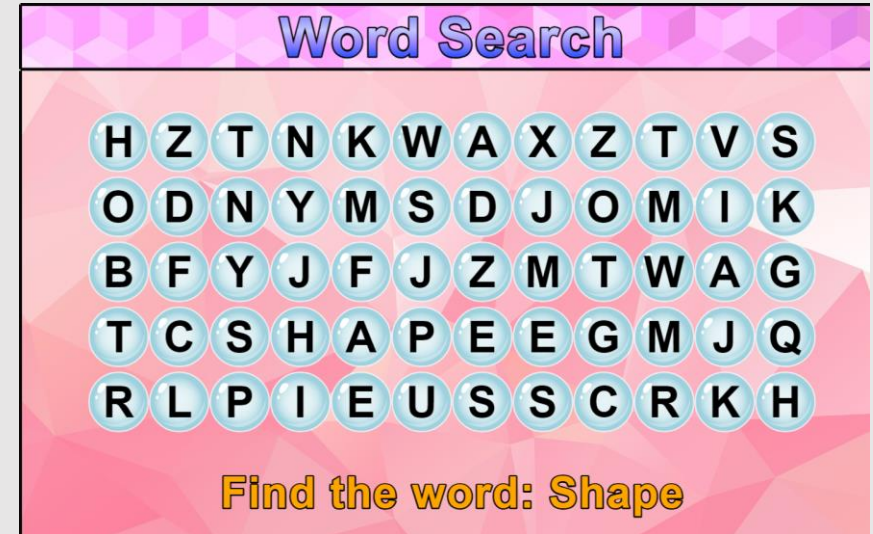 Word Search
H Z T N K W A X Z T V S
O D N Y M S D J O M I K
B F Y J F J Z M T W A G
T C S H A P E E G M J Q
R L P I E U S S C R K H
Find the word: Shape